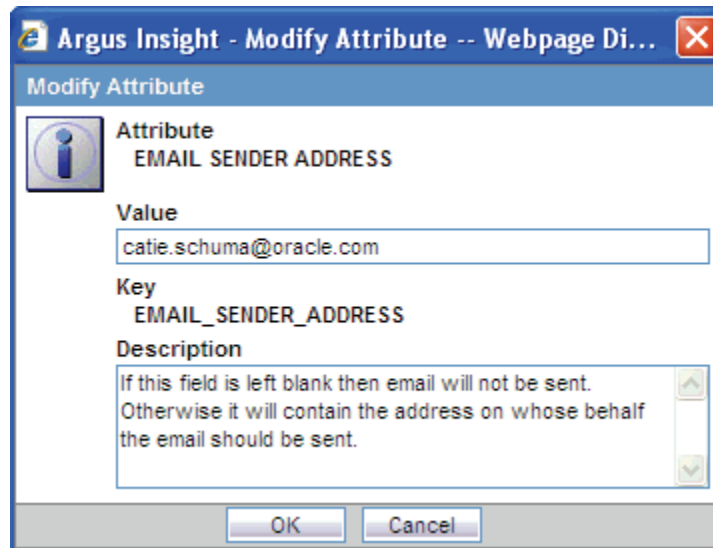 Argus Insight - Modify Attribute -- Webpage Di...
Modify Attribute
Attribute
EMAIL SENDER ADDRESS
Value
catie.schuma@oracle.com
Key
EMAIL_SENDER_ADDRESS
Description
If this field is left blank then email will not be sent.
Otherwise it will contain the address on whose behalf
the email should be sent.
OK Cancel